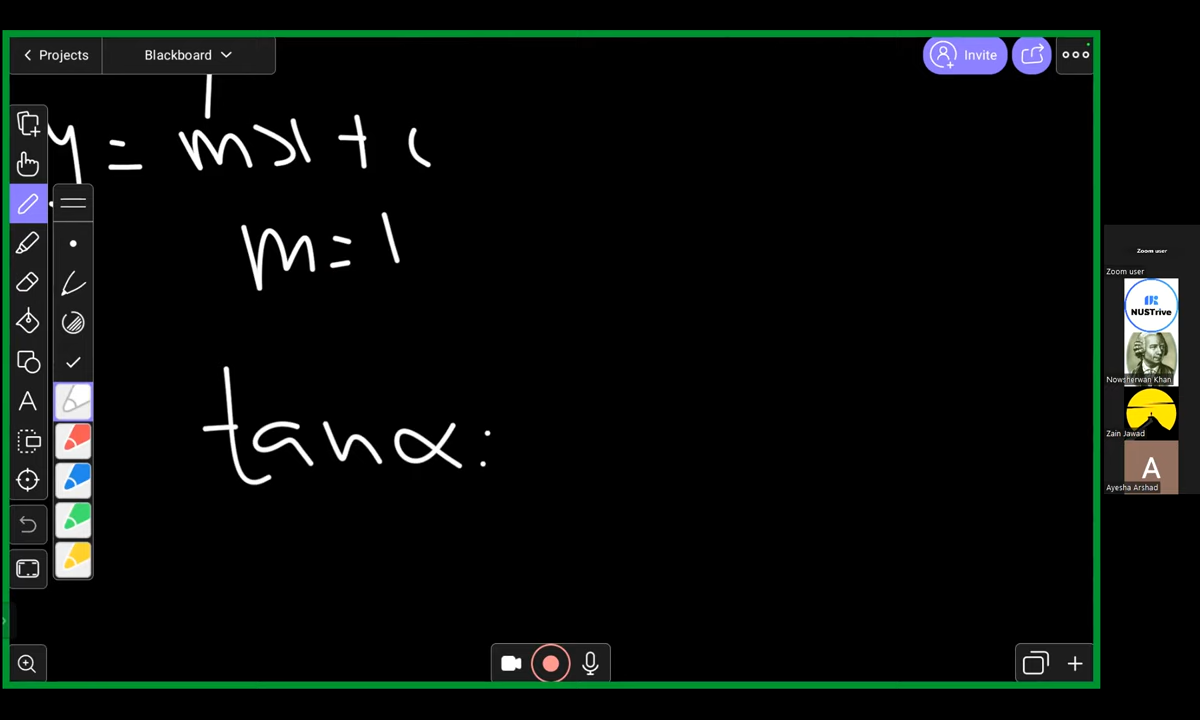 Projects
Blackboard
Invite
y = mx + c
m = 1
tanα:
A
Zoom user
Zoom user
NUSTrive
Nowsherwan Khan
Zain Jawad
A
Ayesha Arshad